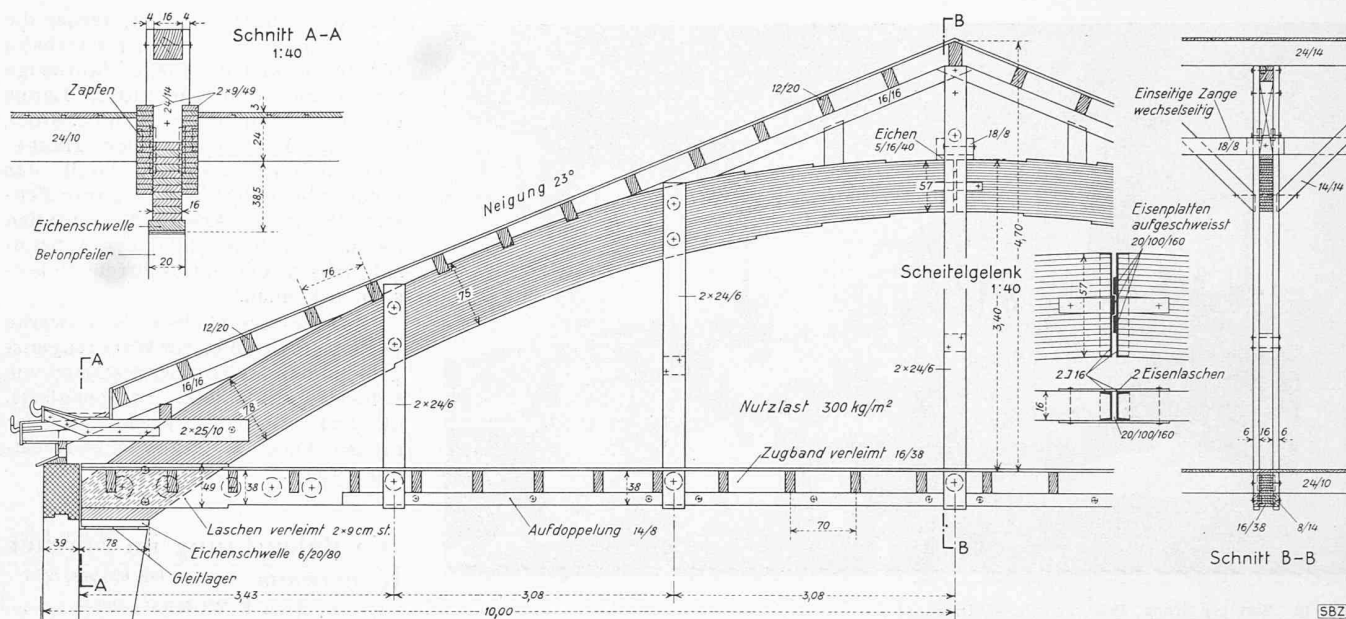 4 16 4
Schnitt A-A
1:40
Zapfen
24/14
2×9/49
3
24/10
24
38,5
16
Eichenschwelle
Betonpfeiler
20
A
12/20
76
Neigung 23°
75
16/16
78
2×25/10
12/20
16/16
Eichen
5/16/40
18/8
57
B
4,70
3,40
Scheitelgelenk
1:40
2×24/6
2×24/6
2×24/6
Nutzlast 300 kg/m²
Zugband verleimt 16/38
49
38
38
Laschen verleimt 2×9 cm st.
Aufdoppelung 14/8
70
Eichenschwelle 6/20/80
Gleitlager
39
78
A
B
3,43
3,08
3,08
10,00
Eisenplatten
aufgeschweisst
20/100/160
57
2 I 16
2 Eisenlaschen
16
20/100/160
24/14
Einseitige Zange
wechselseitig
18/8
14/14
6 16 6
24/10
16/38
8/14
Schnitt B-B
SBZ